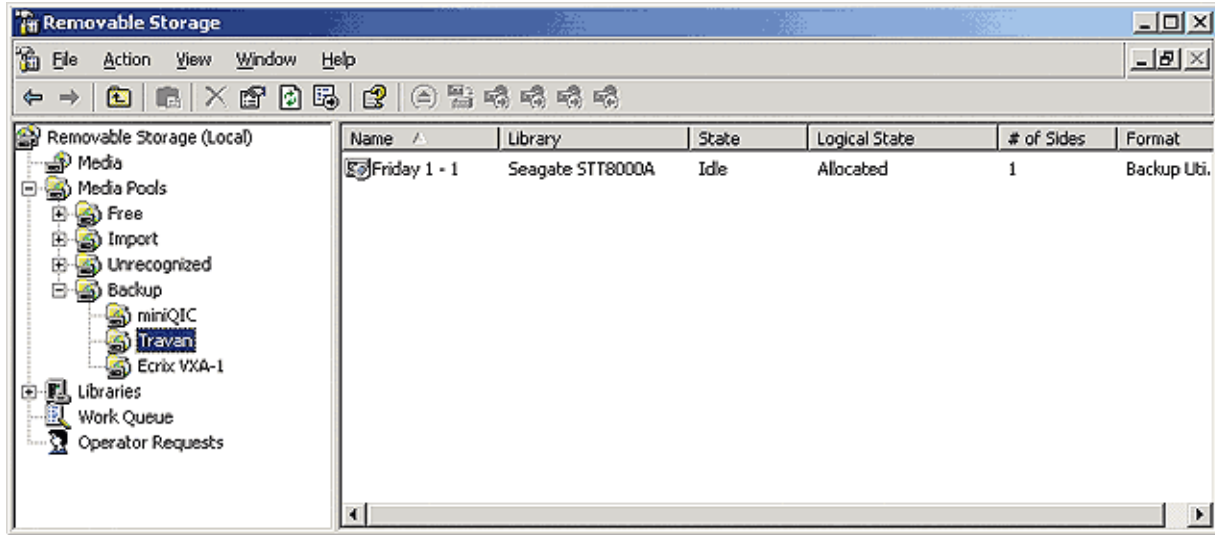 Removable Storage
File Action View Window Help
Removable Storage (Local)
Media
Media Pools
Free
Import
Unrecognized
Backup
miniQIC
Travan
Ecrix VXA-1
Libraries
Work Queue
Operator Requests
Name Library State Logical State # of Sides Format
Friday 1 - 1 Seagate STT8000A Idle Allocated 1 Backup Uti.